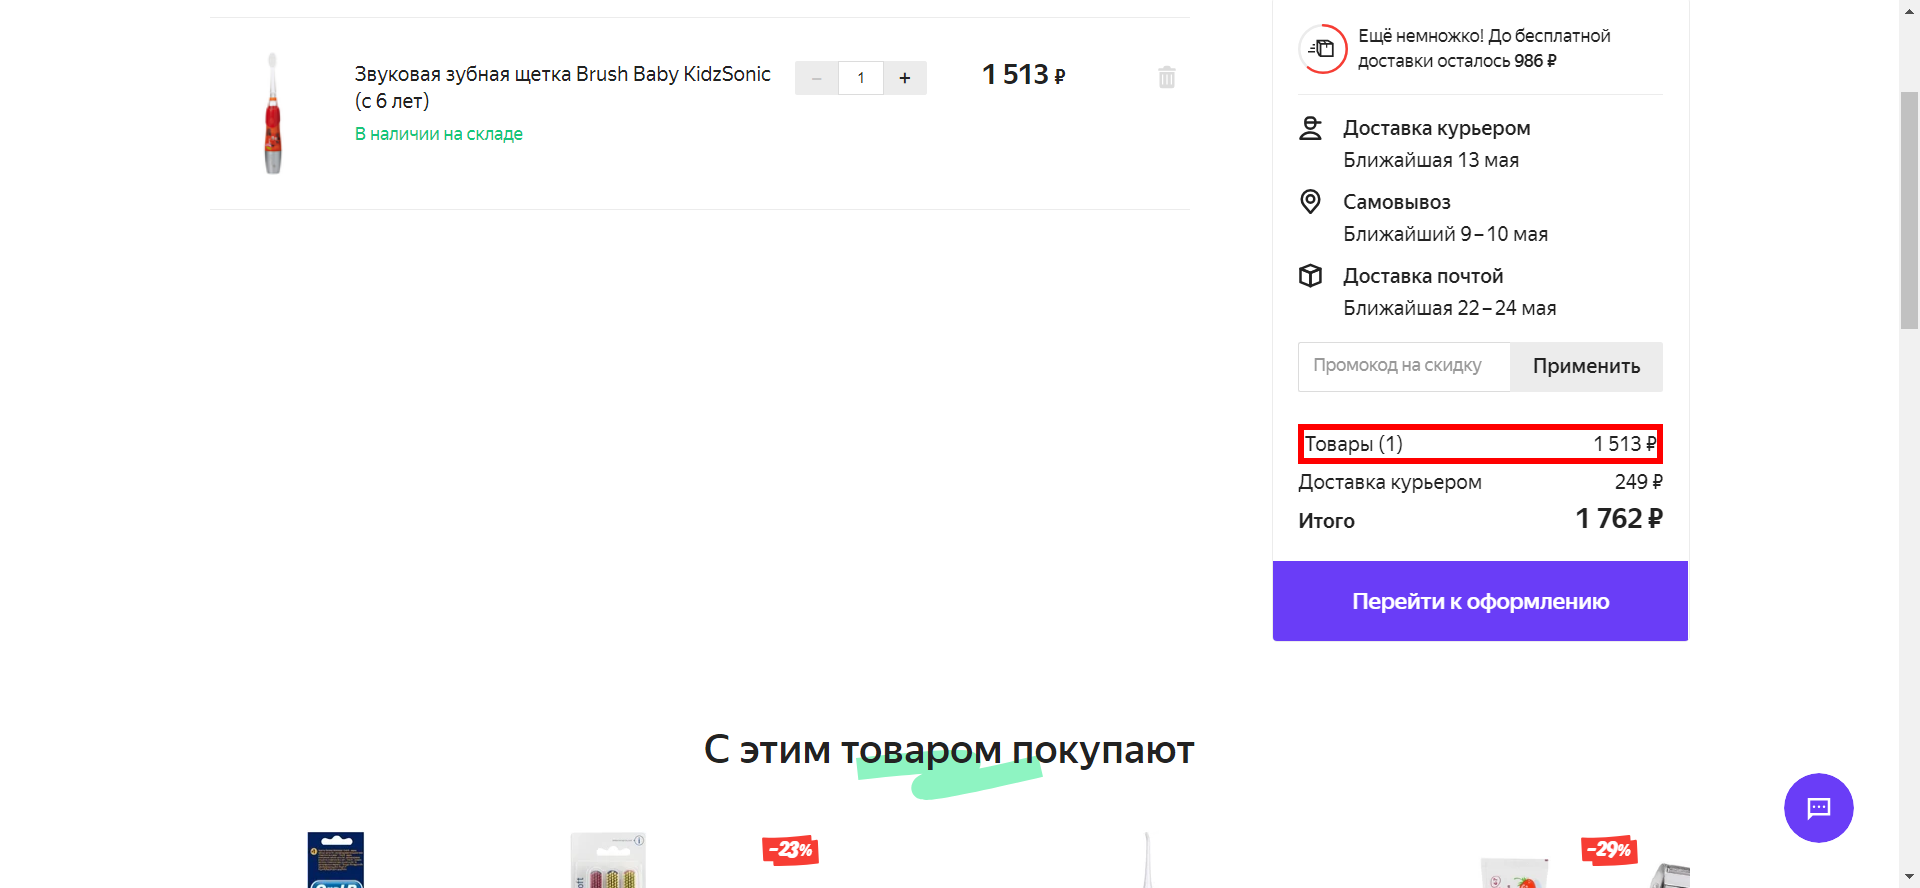 Звуковая зубная щетка Brush Baby KidzSonic
(с 6 лет)
В наличии на складе
− 1 +
1 513 ₽
Ещё немножко! До бесплатной
доставки осталось 986 ₽
Доставка курьером
Ближайшая 13 мая
Самовывоз
Ближайший 9 – 10 мая
Доставка почтой
Ближайшая 22 – 24 мая
Промокод на скидку Применить
Товары (1) 1 513 ₽
Доставка курьером 249 ₽
Итого 1 762 ₽
Перейти к оформлению
С этим товаром покупают
-23%
-29%